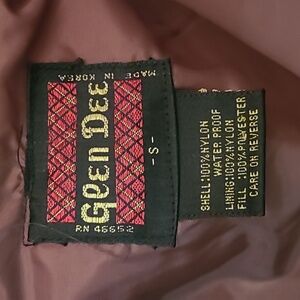 MADE IN KOREA
Glen Dee
RN 46652
-S-
SHELL:100%NYLON
WATER PROOF
LINING:100%NYLON
FILL :100%POLYESTER
CARE ON REVERSE